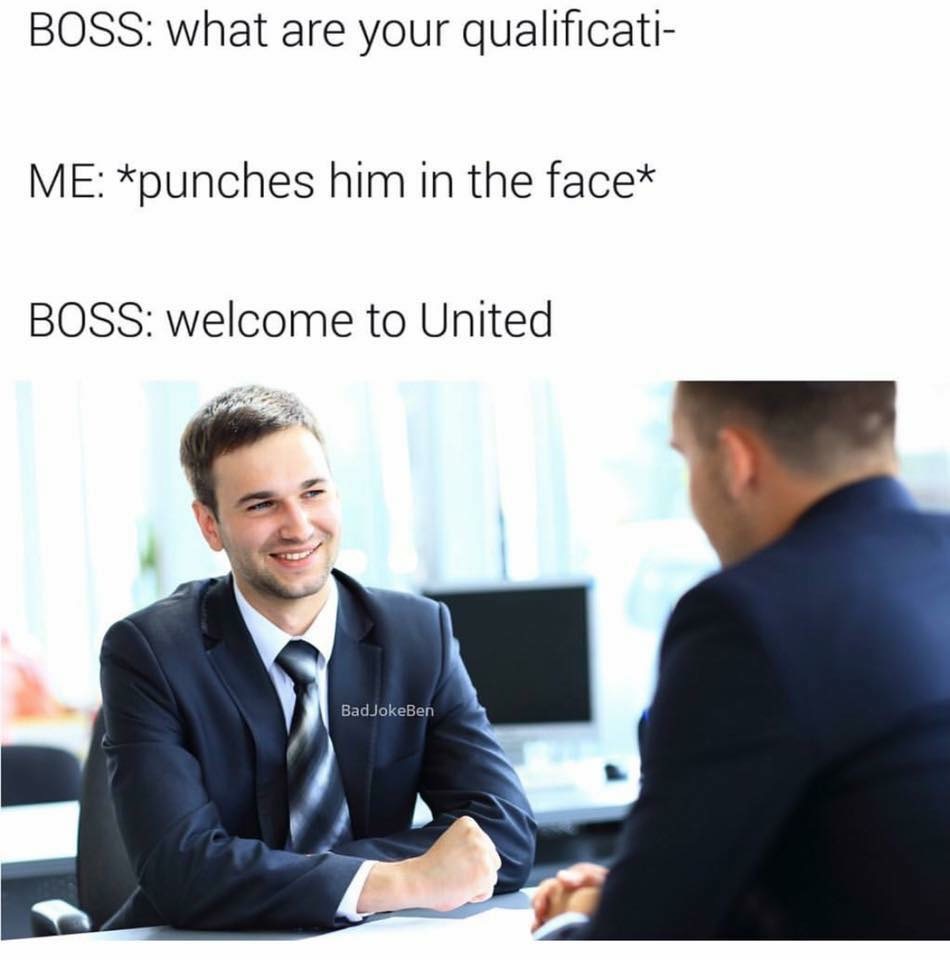 BOSS: what are your qualificati-
ME: *punches him in the face*
BOSS: welcome to United
BadJokeBen